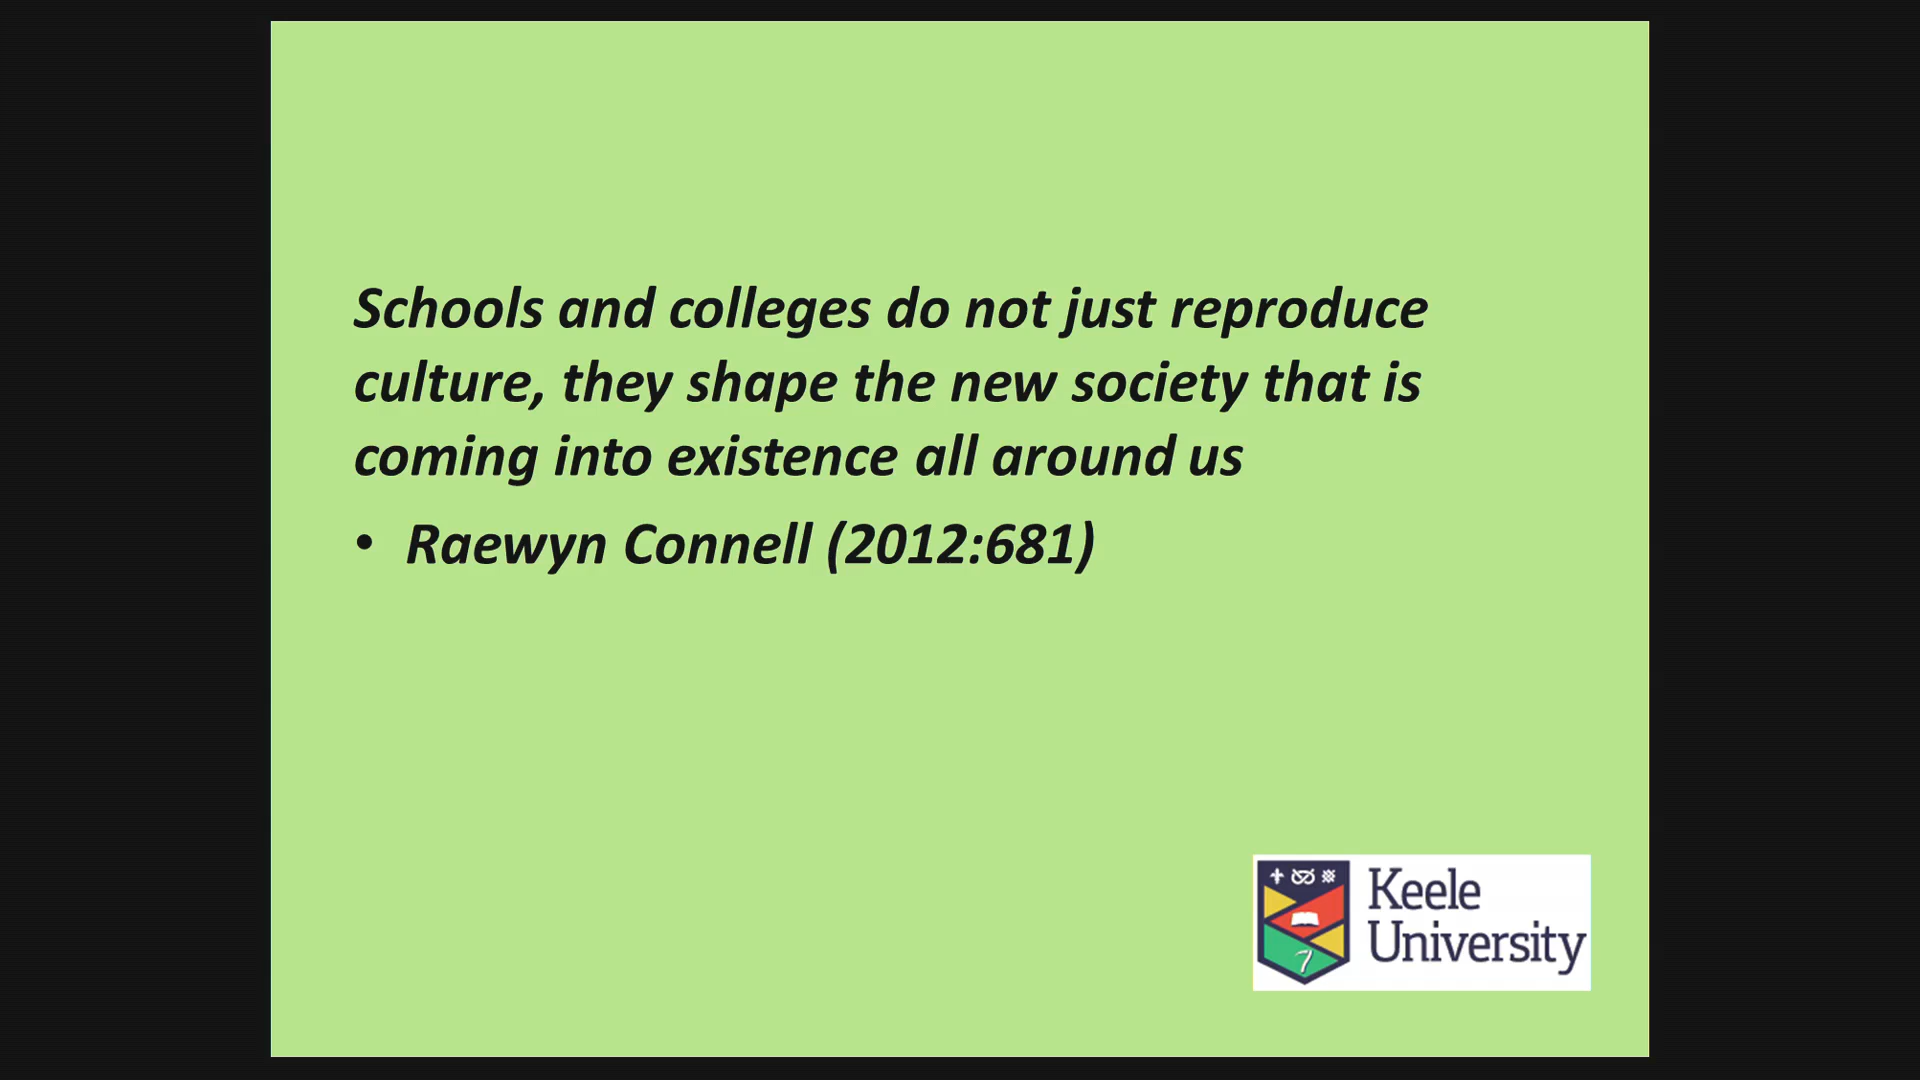 Schools and colleges do not just reproduce
culture, they shape the new society that is
coming into existence all around us
• Raewyn Connell (2012:681)
Keele
University